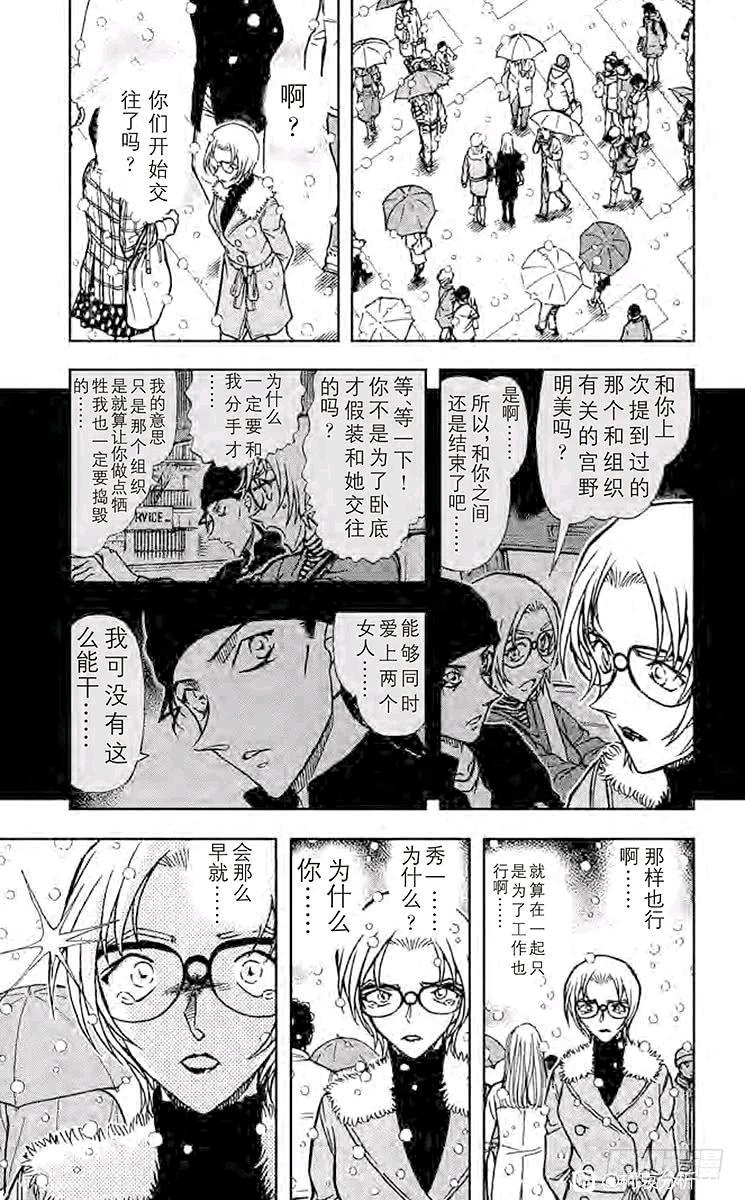 啊?
你们开始交
往了吗?
和你上
次提到过的
那个和组织
有关的宫野
明美吗?
是啊……
所以,和你之间
还是结束了吧……
等、等一下!
你不是为了卧底
才假装和她交往
的吗?
为什么
一定要和
我分手才
我的意思
只是那个组织
是就算让你做点牺
牲我也一定要捣毁
的……
RVICE
能够同时
爱上两个
女人……
我可没有这
么能干……
那样也行
啊……
就算在一起只
是为了工作也
行啊……
秀一……
为什么?
为什么
你……
会那么
早就……